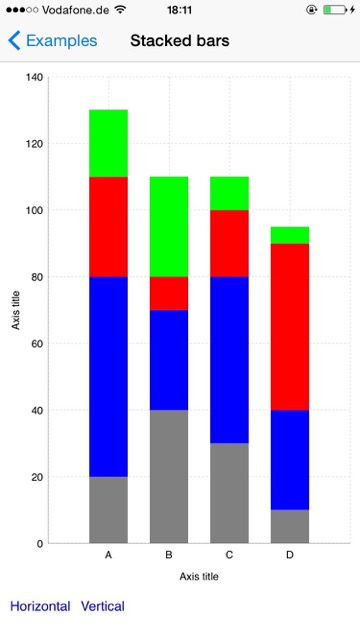 Vodafone.de 18:11
Examples Stacked bars
140
120
100
80
60
40
20
0
Axis title
A B C D
Axis title
Horizontal Vertical